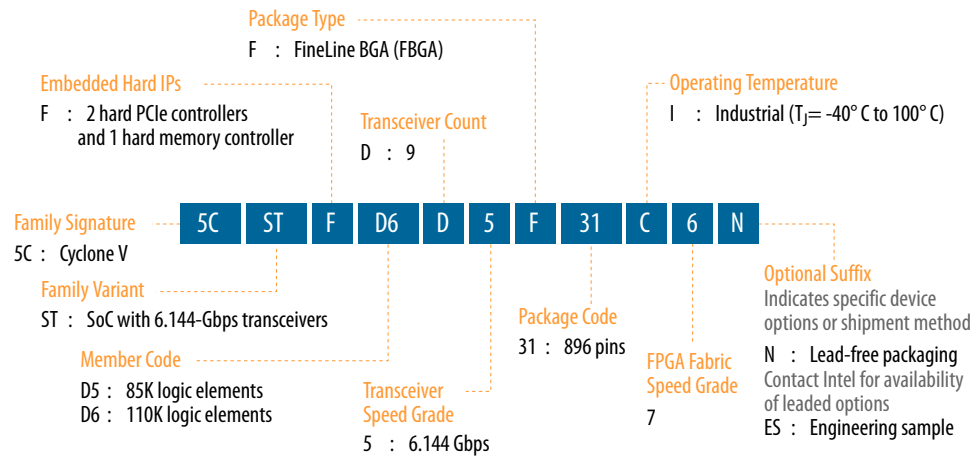 Package Type
F : FineLine BGA (FBGA)
Embedded Hard IPs
F : 2 hard PCIe controllers
and 1 hard memory controller
Transceiver Count
D : 9
Operating Temperature
I : Industrial (TJ= -40° C to 100° C)
Family Signature
5C : Cyclone V
5C ST F D6 D 5 F 31 C 6 N
Family Variant
ST : SoC with 6.144-Gbps transceivers
Member Code
D5 : 85K logic elements
D6 : 110K logic elements
Transceiver
Speed Grade
5 : 6.144 Gbps
Package Code
31 : 896 pins
FPGA Fabric
Speed Grade
7
Optional Suffix
Indicates specific device
options or shipment method
N : Lead-free packaging
Contact Intel for availability
of leaded options
ES : Engineering sample